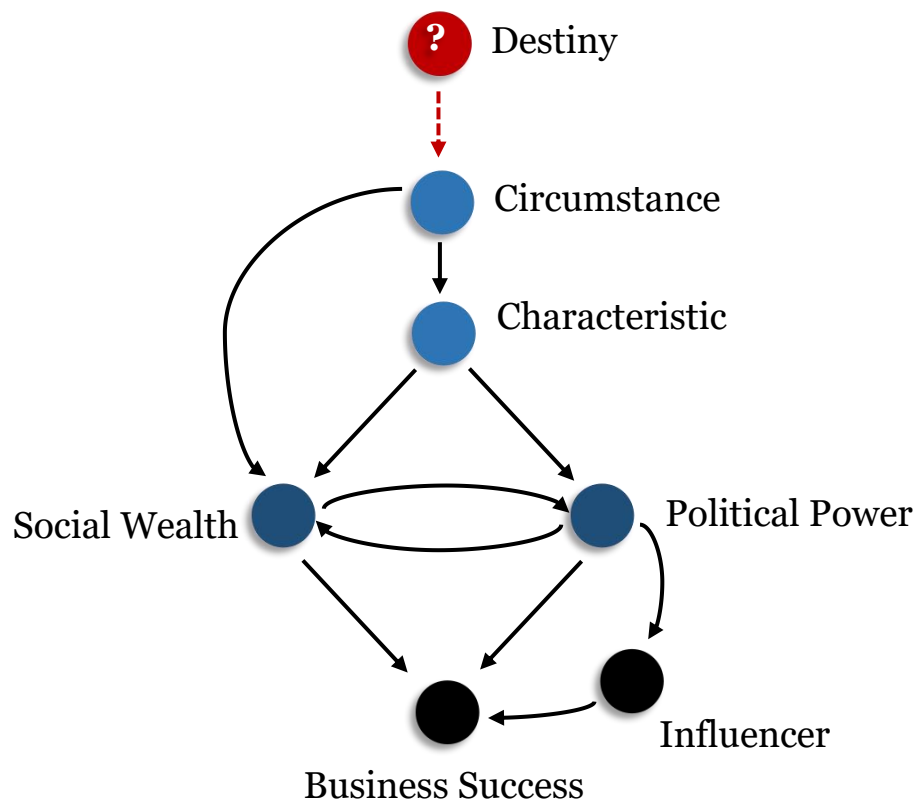 ?
Destiny
Circumstance
Characteristic
Social Wealth
Political Power
Influencer
Business Success